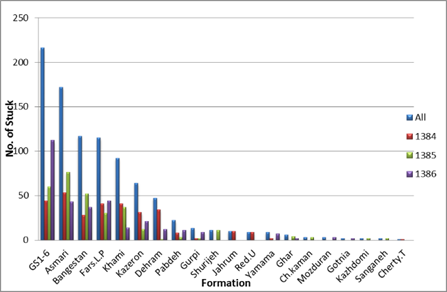 250
200
150
100
50
0
No. of Stuck
All
1384
1385
1386
GS1-6
Asmari
Bangestan
Fars.L.P
Khami
Kazeron
Dehram
Pabdeh
Gurpi
Shurijeh
Jahrum
Red.U
Yamama
Ghar
Ch.kaman
Mozduran
Gotnia
Kazhdomi
Sanganeh
Cherty.T
Formation